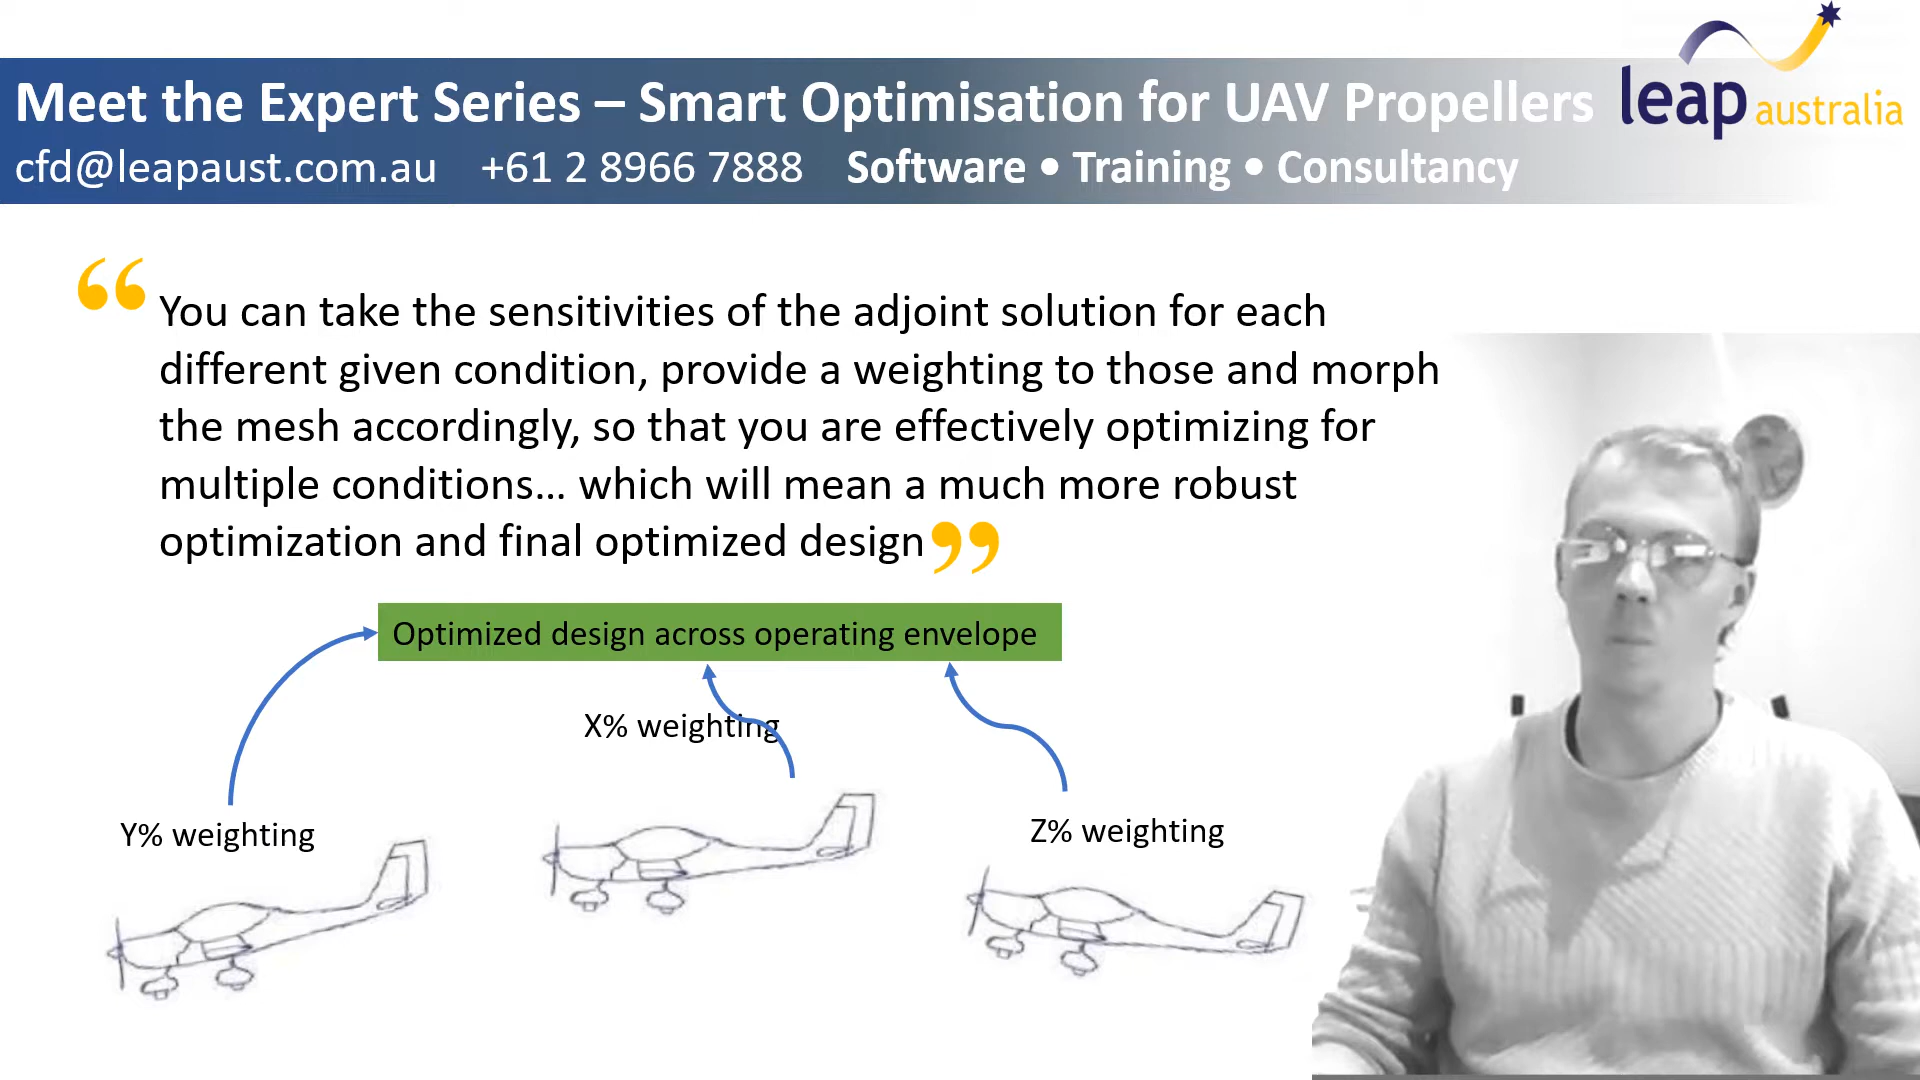 Meet the Expert Series – Smart Optimisation for UAV Propellers
leap australia
cfd@leapaust.com.au +61 2 8966 7888 Software • Training • Consultancy
“You can take the sensitivities of the adjoint solution for each
different given condition, provide a weighting to those and morph
the mesh accordingly, so that you are effectively optimizing for
multiple conditions... which will mean a much more robust
optimization and final optimized design”
Optimized design across operating envelope
X% weighting
Y% weighting
Z% weighting